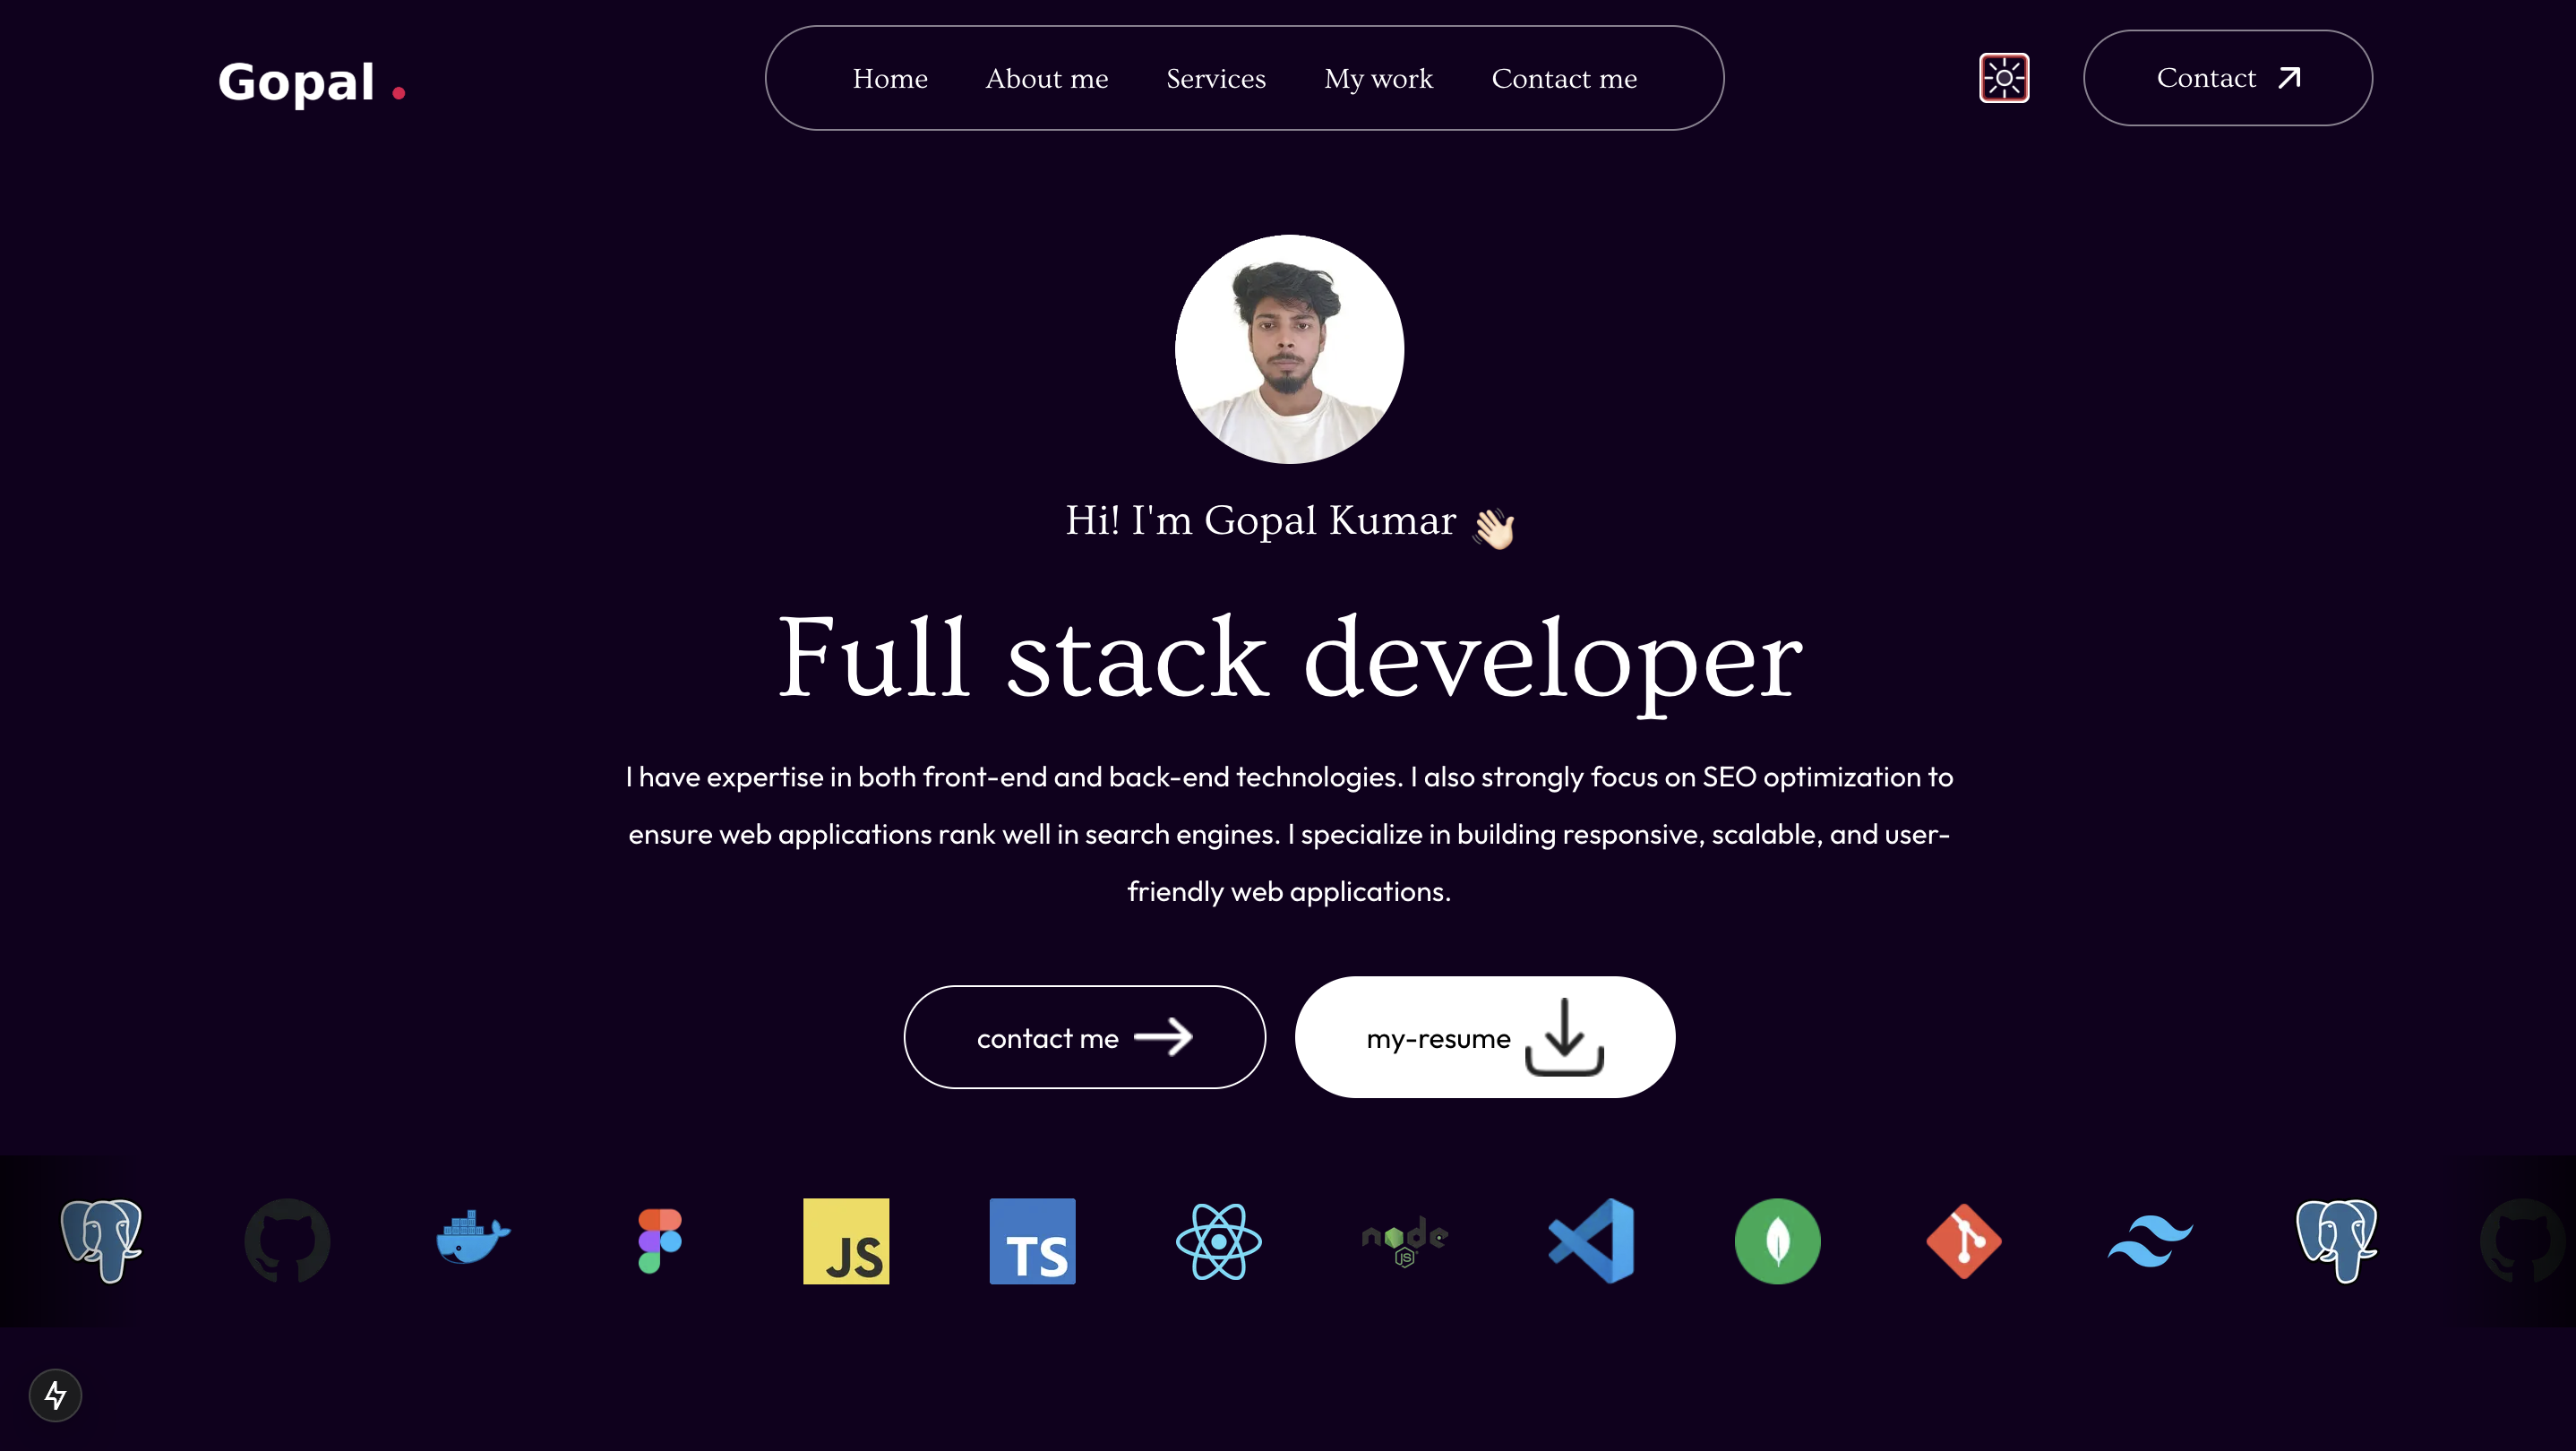 Gopal .
Home About me Services My work Contact me
Contact
Hi! I'm Gopal Kumar 👋🏻
Full stack developer
I have expertise in both front-end and back-end technologies. I also strongly focus on SEO optimization to
ensure web applications rank well in search engines. I specialize in building responsive, scalable, and user-
friendly web applications.
contact me
my-resume
JS
TS
node
JS